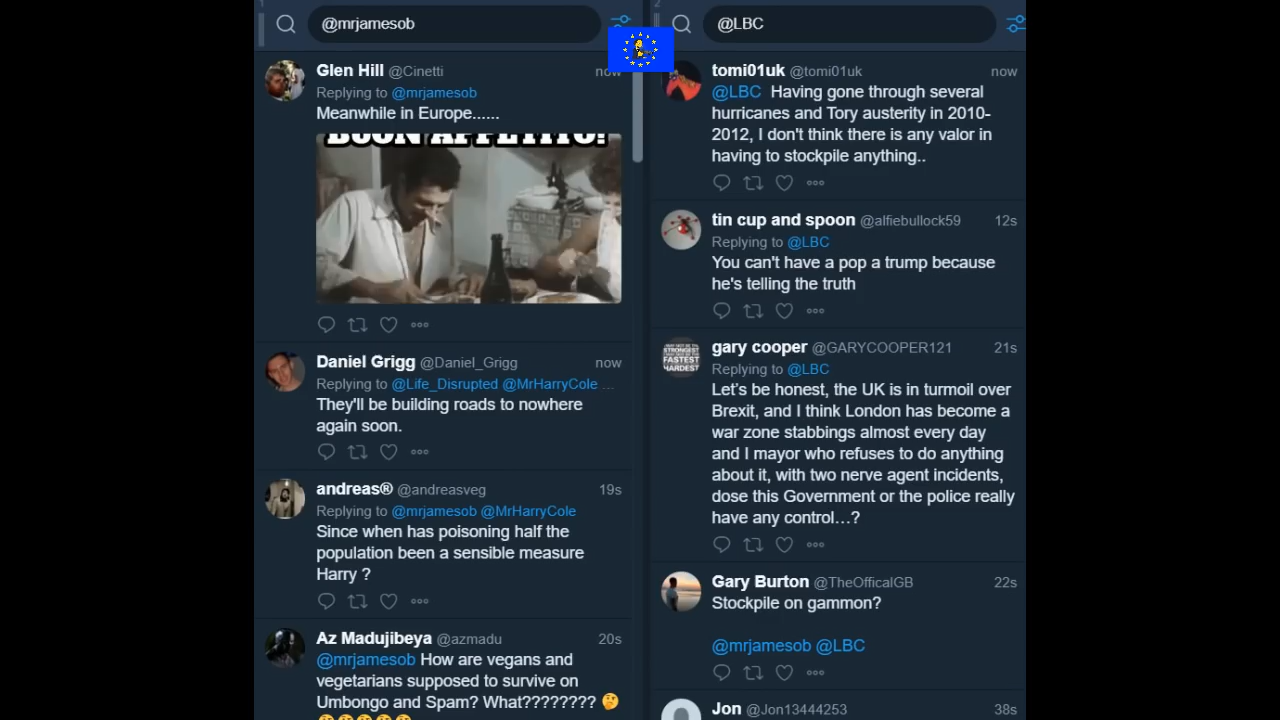 1
@mrjamesob
Glen Hill @Cinetti now
Replying to @mrjamesob
Meanwhile in Europe......
BUON APPETITO!
Daniel Grigg @Daniel_Grigg now
Replying to @Life_Disrupted @MrHarryCole ...
They'll be building roads to nowhere
again soon.
andreas® @andreasveg 19s
Replying to @mrjamesob @MrHarryCole
Since when has poisoning half the
population been a sensible measure
Harry ?
Az Madujibeya @azmadu 20s
@mrjamesob How are vegans and
vegetarians supposed to survive on
Umbongo and Spam? What???????? 🤔
2
@LBC
tomi01uk @tomi01uk now
@LBC Having gone through several
hurricanes and Tory austerity in 2010-
2012, I don't think there is any valor in
having to stockpile anything..
tin cup and spoon @alfiebullock59 12s
Replying to @LBC
You can't have a pop a trump because
he's telling the truth
gary cooper @GARYCOOPER121 21s
STRONGEST
FASTEST
HARDEST
Replying to @LBC
Let's be honest, the UK is in turmoil over
Brexit, and I think London has become a
war zone stabbings almost every day
and I mayor who refuses to do anything
about it, with two nerve agent incidents,
dose this Government or the police really
have any control…?
Gary Burton @TheOfficalGB 22s
Stockpile on gammon?
@mrjamesob @LBC
Jon @Jon13444253 38s